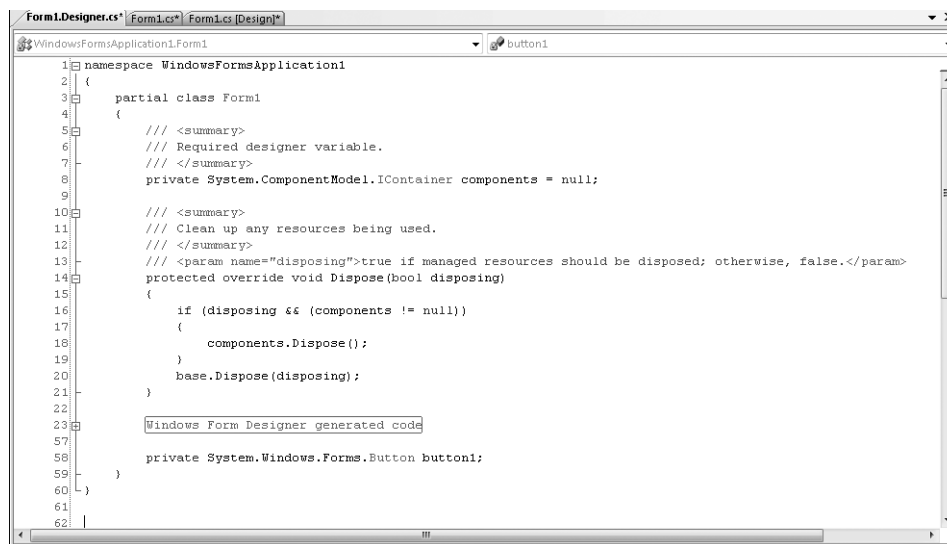 Form1.Designer.cs* Form1.cs* Form1.cs [Design]*
WindowsFormsApplication1.Form1 button1
1 namespace WindowsFormsApplication1
2 {
3 partial class Form1
4 {
5 /// <summary>
6 /// Required designer variable.
7 /// </summary>
8 private System.ComponentModel.IContainer components = null;
9
10 /// <summary>
11 /// Clean up any resources being used.
12 /// </summary>
13 /// <param name="disposing">true if managed resources should be disposed; otherwise, false.</param>
14 protected override void Dispose(bool disposing)
15 {
16 if (disposing && (components != null))
17 {
18 components.Dispose();
19 }
20 base.Dispose(disposing);
21 }
22
23 Windows Form Designer generated code
57
58 private System.Windows.Forms.Button button1;
59 }
60 }
61
62